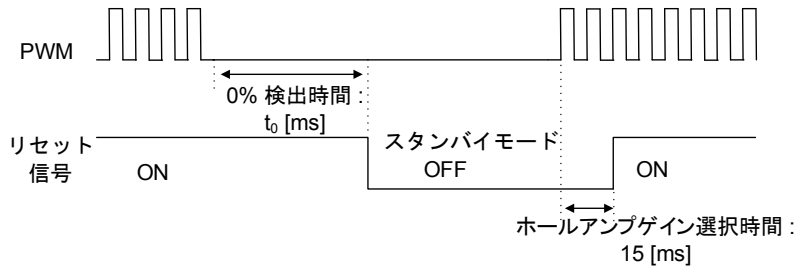 PWM
0% 検出時間 :
t₀ [ms]
リセット
信号
ON
スタンバイモード
OFF
ON
ホールアンプゲイン選択時間 :
15 [ms]